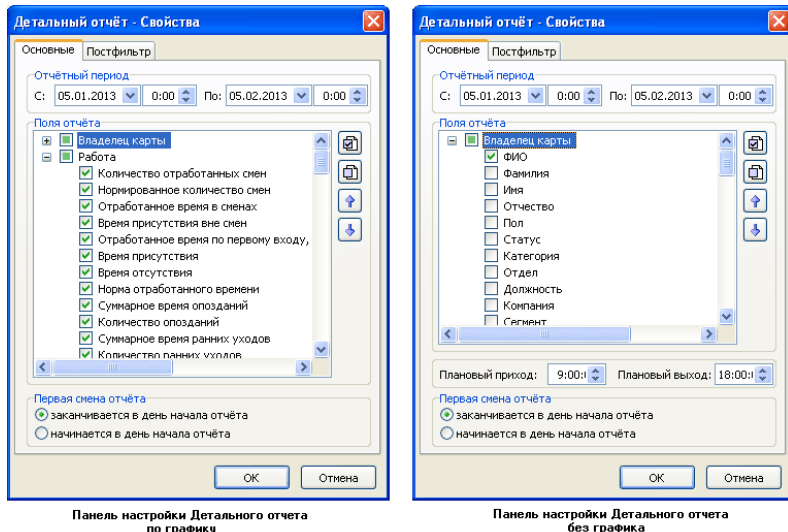 Детальный отчёт - Свойства
Основные Постфильтр
Отчётный период
С: 05.01.2013 0:00 По: 05.02.2013 0:00
Поля отчёта
Владелец карты
Работа
Количество отработанных смен
Нормированное количество смен
Отработанное время в сменах
Время присутствия вне смен
Отработанное время по первому входу,
Время присутствия
Время отсутствия
Норма отработанного времени
Суммарное время опозданий
Количество опозданий
Суммарное время ранних уходов
Количество ранних уходов
Первая смена отчёта
заканчивается в день начала отчёта
начинается в день начала отчёта
ОК Отмена
Панель настройки Детального отчета
по графику
Детальный отчёт - Свойства
Основные Постфильтр
Отчётный период
С: 05.01.2013 0:00 По: 05.02.2013 0:00
Поля отчёта
Владелец карты
ФИО
Фамилия
Имя
Отчество
Пол
Статус
Категория
Отдел
Должность
Компания
Сегмент
Плановый приход: 9:00: Плановый выход: 18:00:
Первая смена отчёта
заканчивается в день начала отчёта
начинается в день начала отчёта
ОК Отмена
Панель настройки Детального отчета
без графика